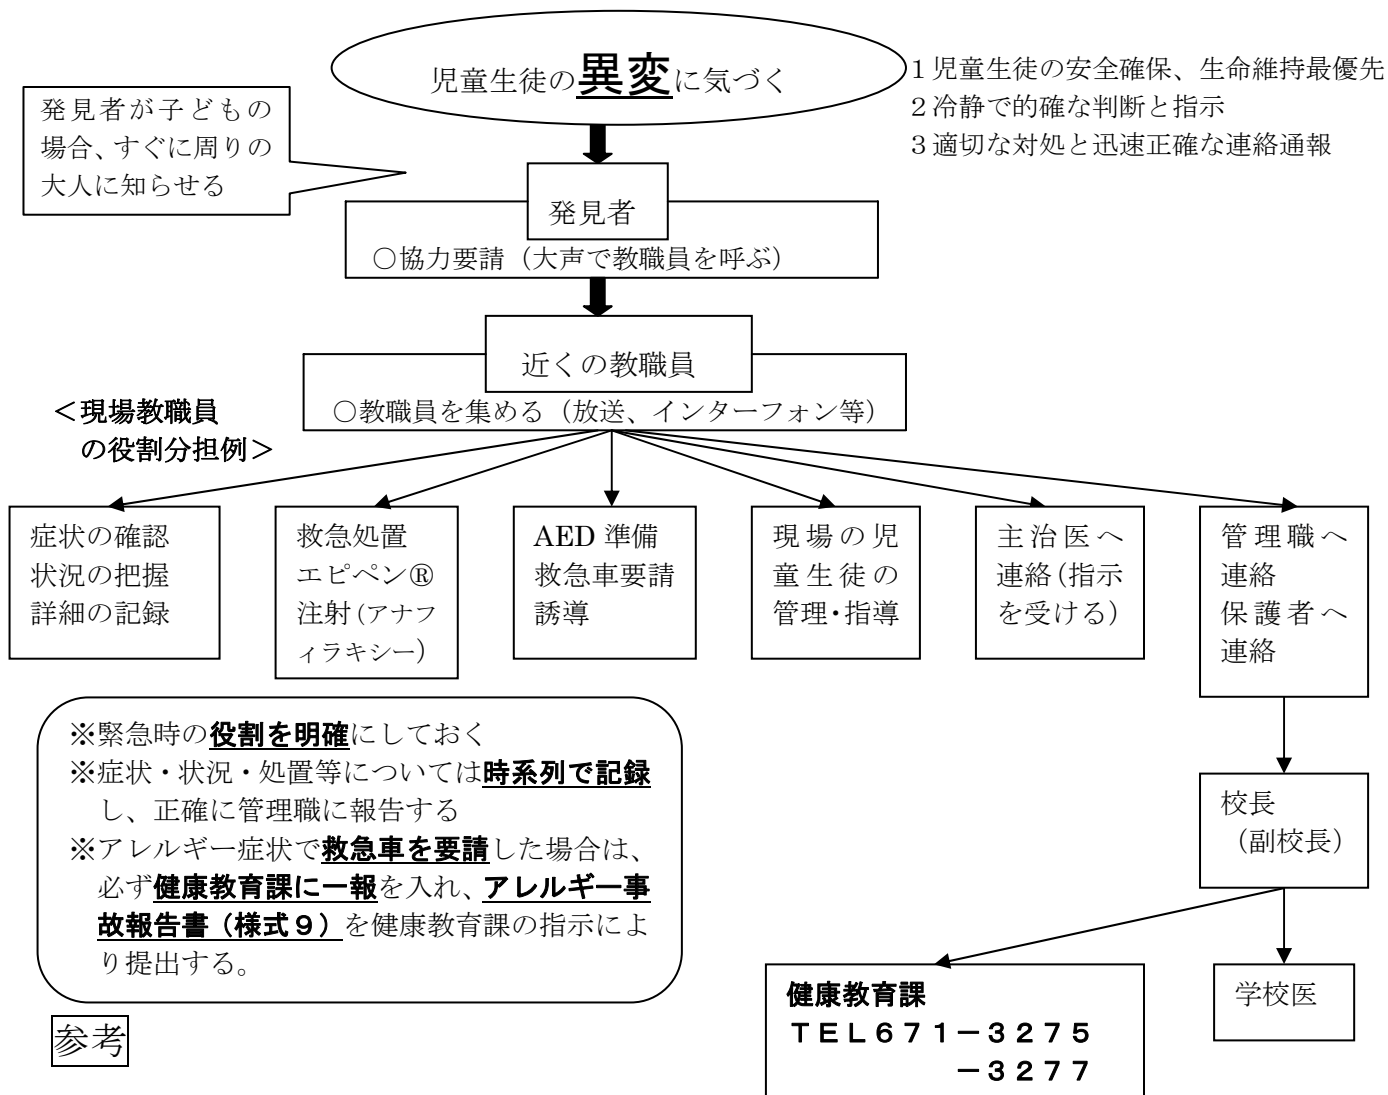 児童生徒の異変に気づく
1児童生徒の安全確保、生命維持最優先
2冷静で的確な判断と指示
3適切な対処と迅速正確な連絡通報
発見者が子どもの
場合、すぐに周りの
大人に知らせる
発見者
○協力要請（大声で教職員を呼ぶ）
近くの教職員
○教職員を集める（放送、インターフォン等）
＜現場教職員
の役割分担例＞
症状の確認
状況の把握
詳細の記録
救急処置
エピペン®
注射（アナフ
ィラキシー）
AED 準備
救急車要請
誘導
現場の児
童生徒の
管理・指導
主治医へ
連絡（指示
を受ける）
管理職へ
連絡
保護者へ
連絡
※緊急時の役割を明確にしておく
※症状・状況・処置等については時系列で記録
し、正確に管理職に報告する
※アレルギー症状で救急車を要請した場合は、
必ず健康教育課に一報を入れ、アレルギー事
故報告書（様式９）を健康教育課の指示によ
り提出する。
校長
（副校長）
健康教育課
ＴＥＬ６７１－３２７５
－３２７７
学校医
参考